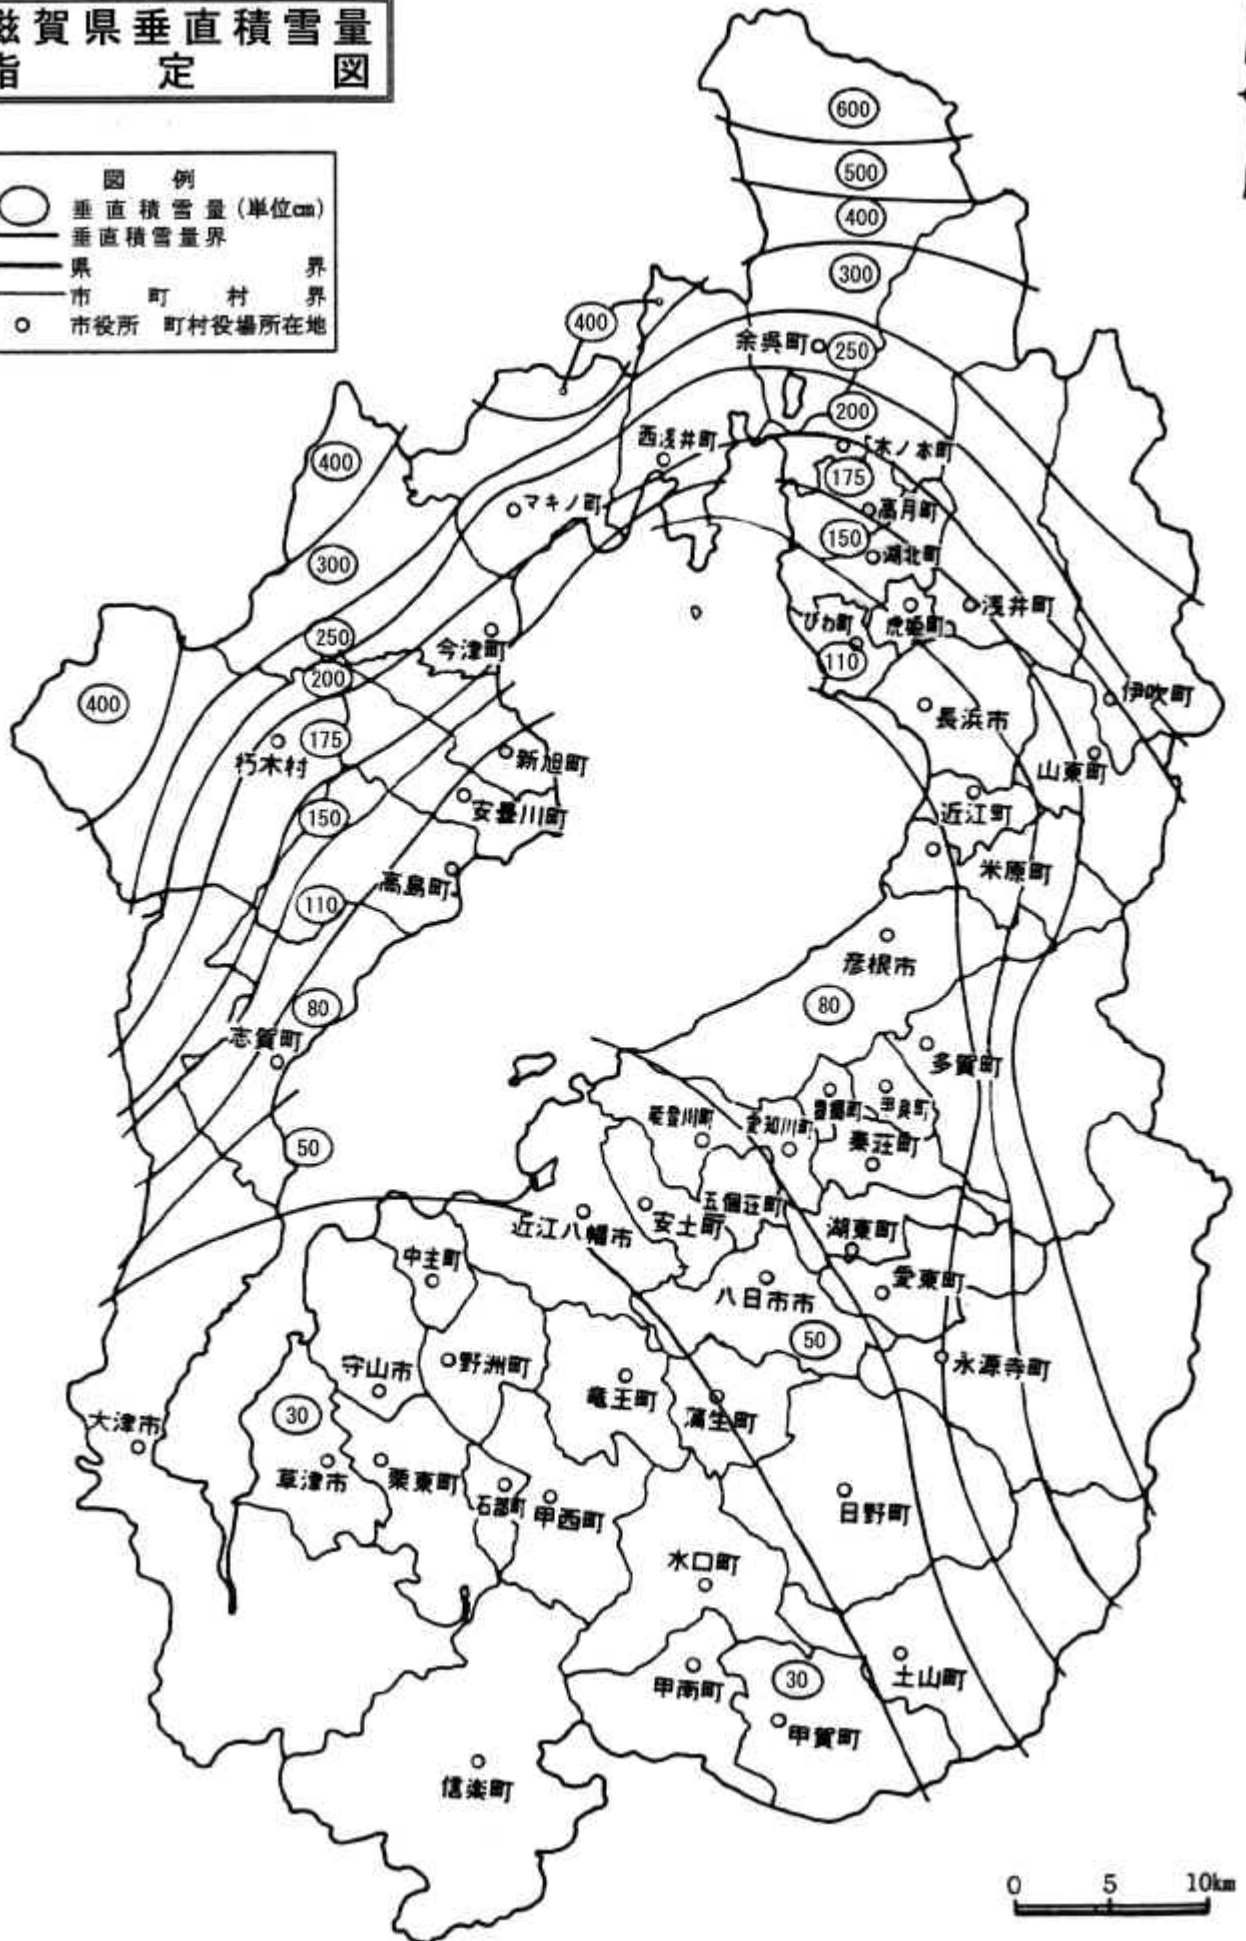 滋賀県垂直積雪量
指定図
図例
垂直積雪量(単位cm)
垂直積雪量界
県界
市町村界
市役所 町村役場所在地
600
500
400
300
400
余呉町
250
200
西浅井町
木ノ本町
400
175
マキノ町
高月町
150
湖北町
300
びわ町
虎姫町
浅井町
250
今津町
110
200
400
伊吹町
長浜市
175
朽木村
新旭町
山東町
150
安曇川町
近江町
高島町
米原町
110
彦根市
80
80
志賀町
多賀町
能登川町
愛知川町
豊郷町
甲良町
秦荘町
50
五個荘町
安土町
近江八幡市
湖東町
中主町
愛東町
八日市市
50
守山市
野洲町
永源寺町
竜王町
蒲生町
30
大津市
草津市
栗東町
石部町
甲西町
日野町
水口町
30
土山町
甲南町
甲賀町
信楽町
0 5 10km